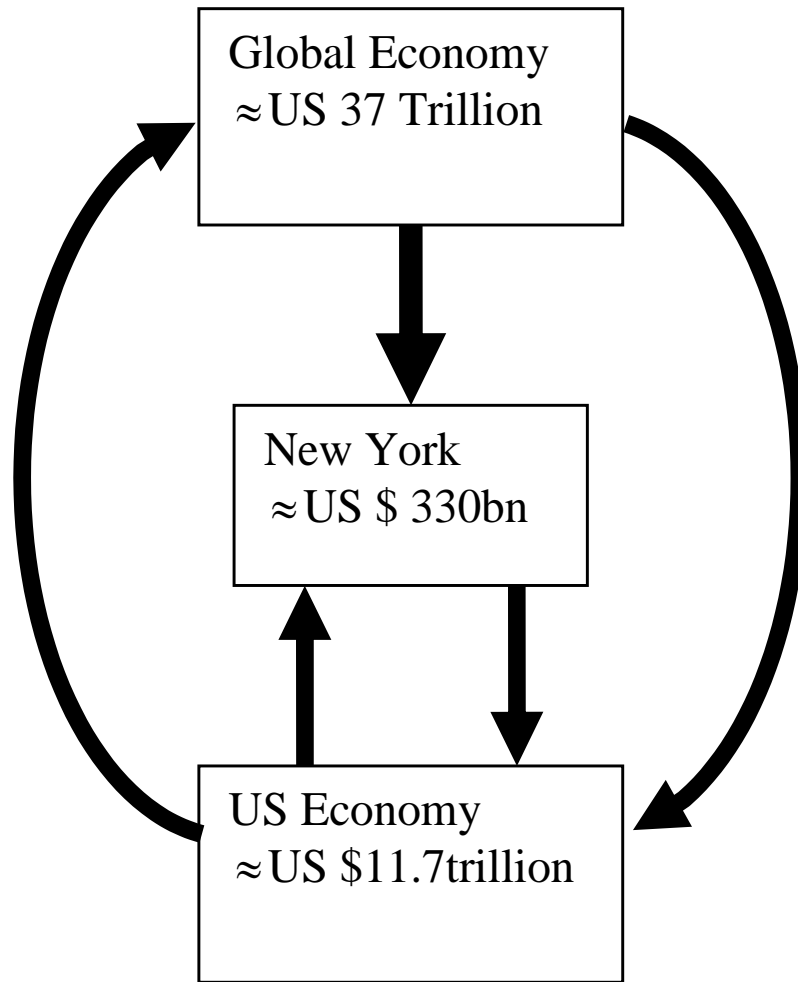 Global Economy
≈US 37 Trillion
New York
≈US $ 330bn
US Economy
≈US $11.7trillion